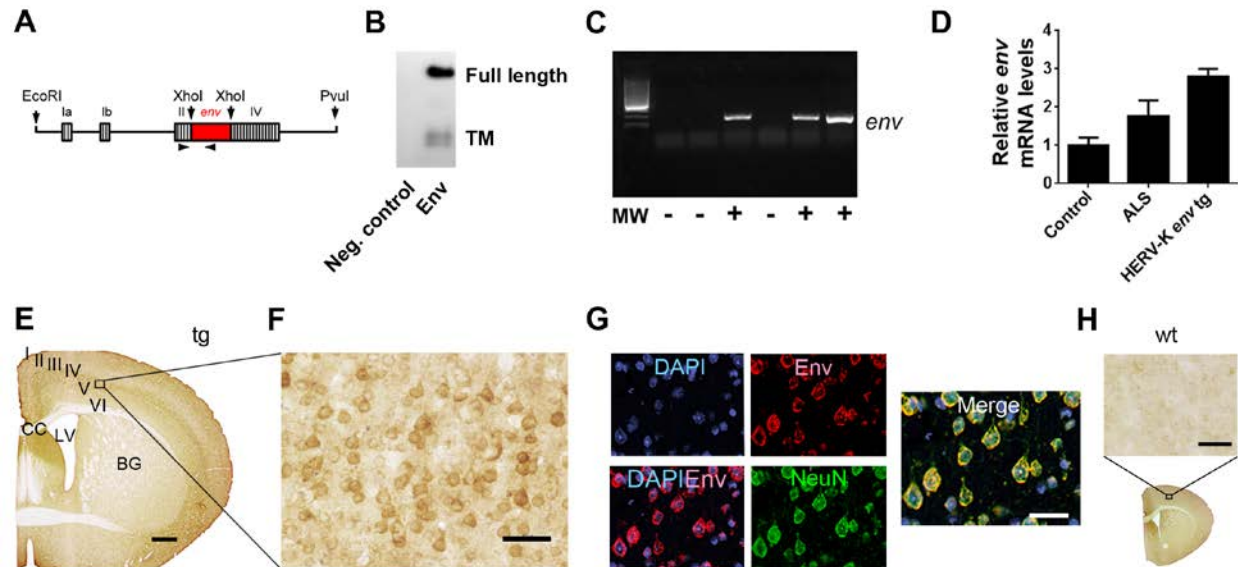 A
EcoRI
Ia
Ib
XhoI
II
env
XhoI
IV
PvuI
B
Full length
TM
Neg. control
Env
C
env
MW - - + - + +
D
Relative env
mRNA levels
4
3
2
1
0
Control
ALS
HERV-K env tg
E
tg
I
II
III
IV
V
VI
CC
LV
BG
F
G
DAPI
Env
DAPIEnv
NeuN
Merge
H
wt